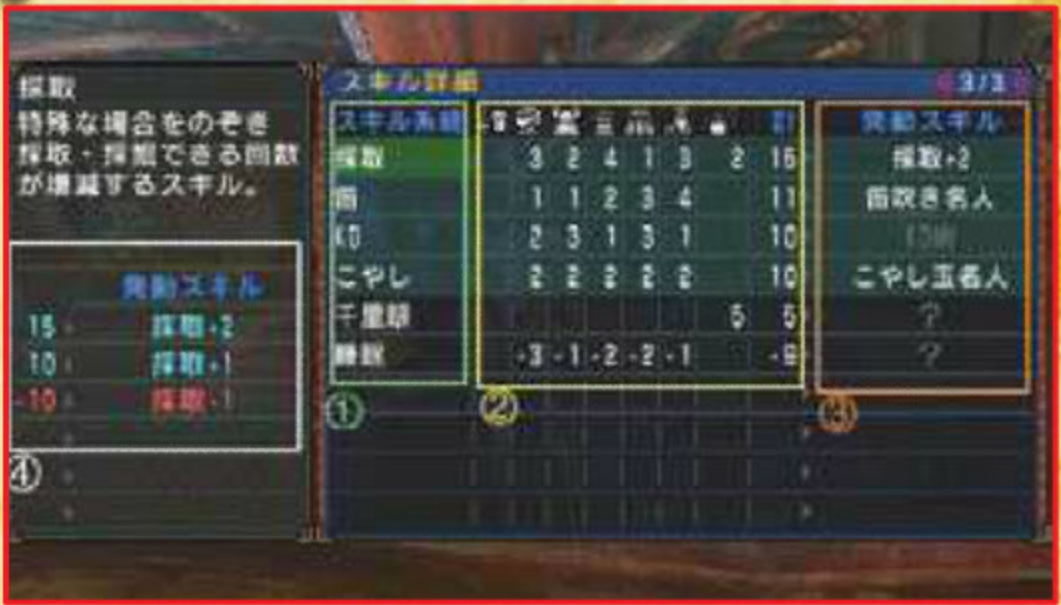 採取
特殊な場合をのぞき
採取・採掘できる回数
が増減するスキル。
発動スキル
15 採取+2
10 採取+1
-10 採取-1
④
スキル詳細 3/3
スキル系統 計 発動スキル
採取 3 2 4 1 3 2 15 採取+2
笛 1 1 2 3 4 11 笛吹き名人
2 3 1 3 1 10
こやし 2 2 2 2 2 10 こやし玉名人
千里眼 5 5 ?
睡眠 -3 -1 -2 -2 -1 -9 ?
① ② ③